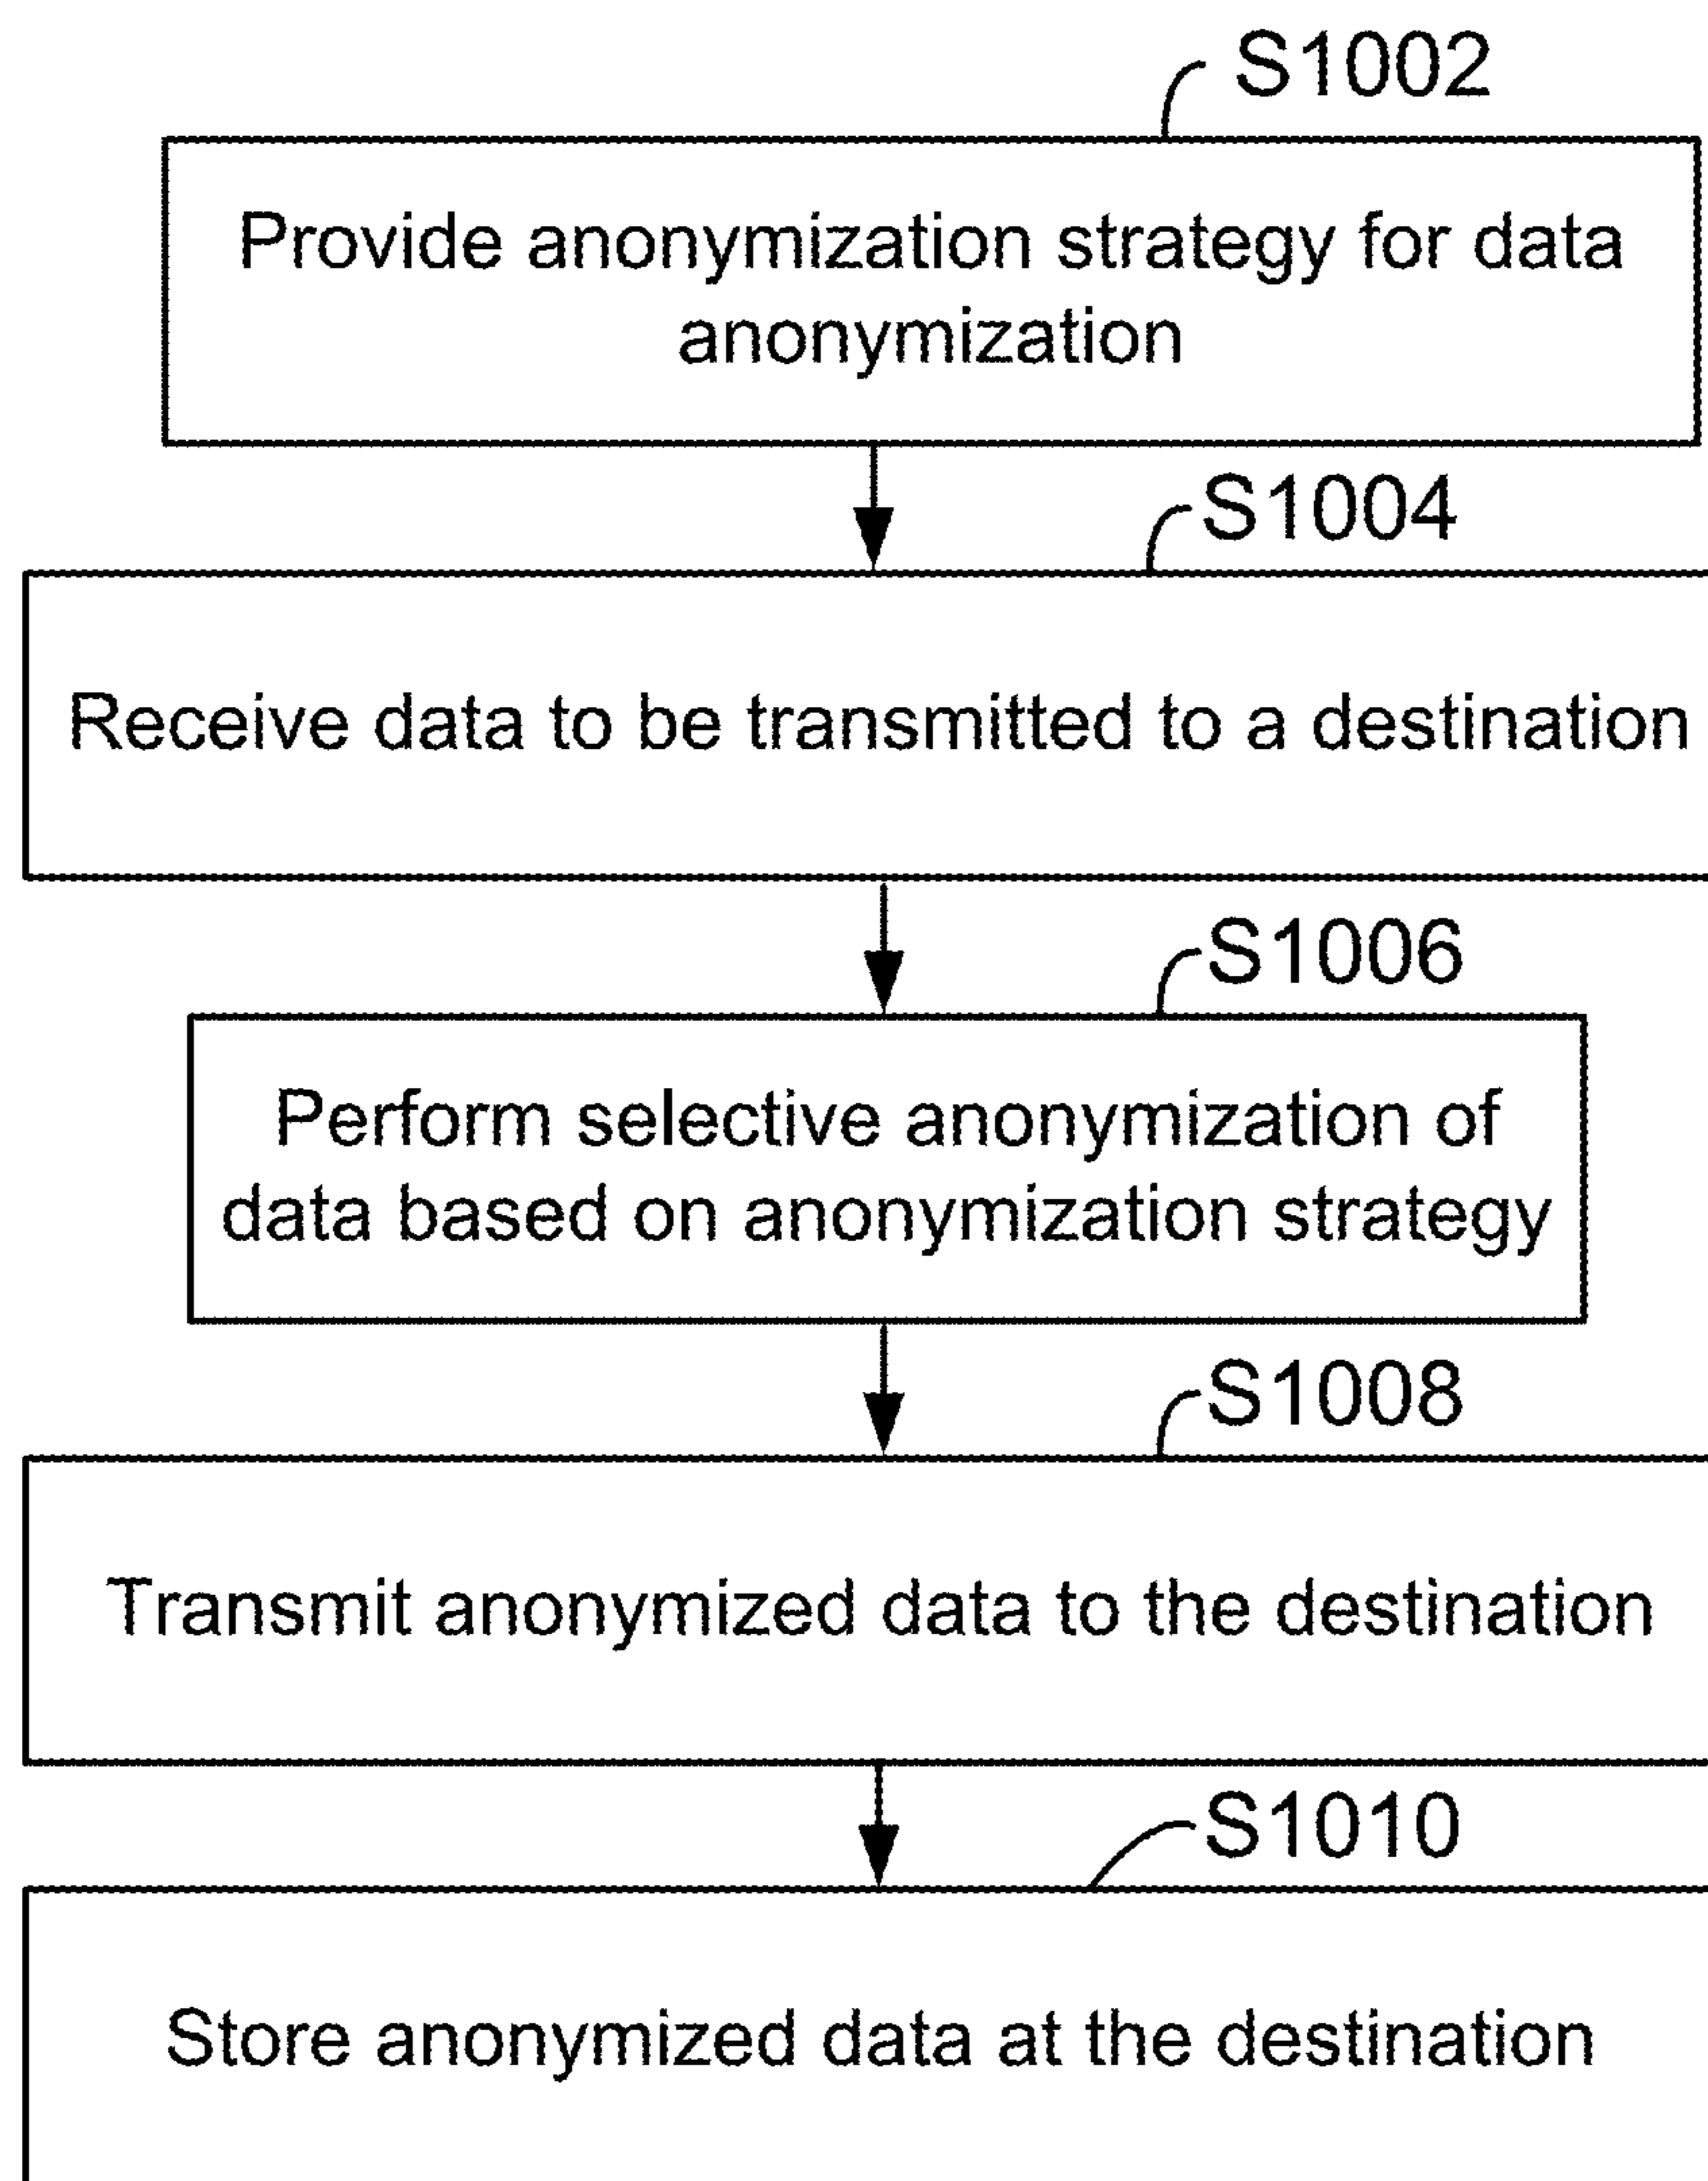 S1002
Provide anonymization strategy for data
anonymization
S1004
Receive data to be transmitted to a destination
S1006
Perform selective anonymization of
data based on anonymization strategy
S1008
Transmit anonymized data to the destination
S1010
Store anonymized data at the destination